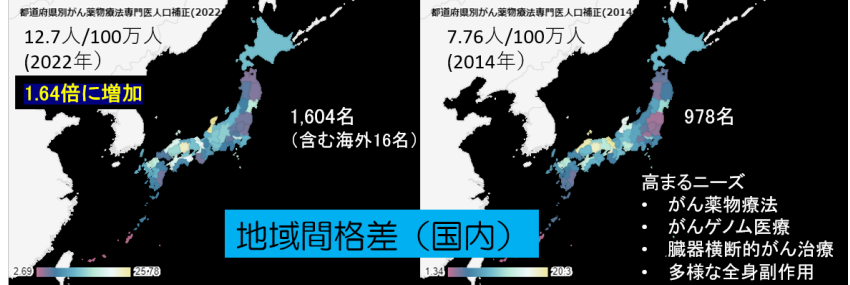 都道府県別がん薬物療法専門医人口補正(2022
12.7人/100万人
(2022年)
1.64倍に増加
1,604名
(含む海外16名)
2.69
25.78
都道府県別がん薬物療法専門医人口補正(2014
7.76人/100万人
(2014年)
978名
高まるニーズ
• がん薬物療法
• がんゲノム医療
• 臓器横断的がん治療
• 多様な全身副作用
1.34
20.3
地域間格差（国内）